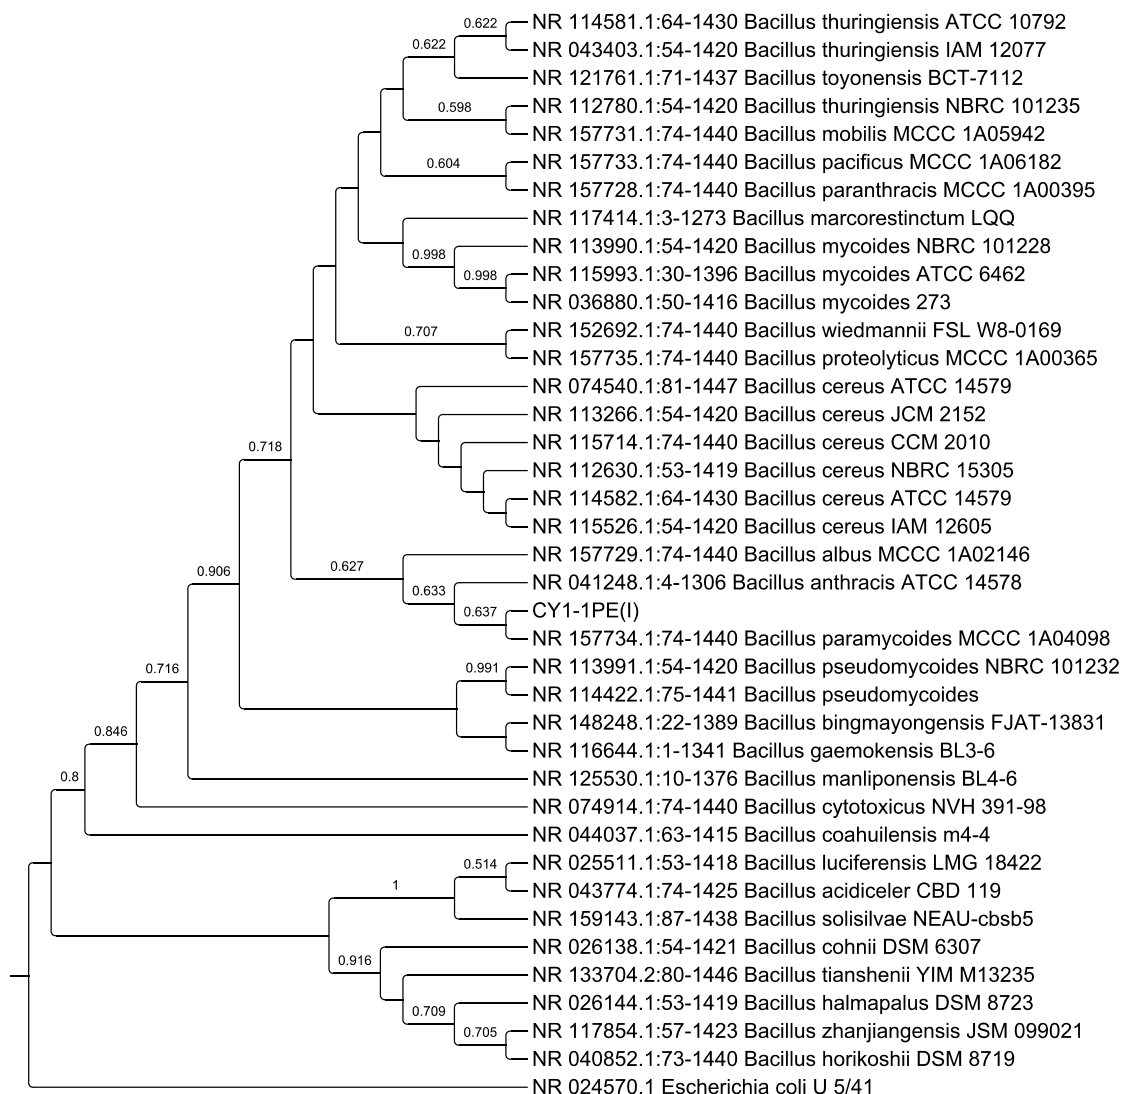 0.622
NR 114581.1:64-1430 Bacillus thuringiensis ATCC 10792
0.622
NR 043403.1:54-1420 Bacillus thuringiensis IAM 12077
NR 121761.1:71-1437 Bacillus toyonensis BCT-7112
0.598
NR 112780.1:54-1420 Bacillus thuringiensis NBRC 101235
NR 157731.1:74-1440 Bacillus mobilis MCCC 1A05942
0.604
NR 157733.1:74-1440 Bacillus pacificus MCCC 1A06182
NR 157728.1:74-1440 Bacillus paranthracis MCCC 1A00395
NR 117414.1:3-1273 Bacillus marcorestinctum LQQ
0.998
NR 113990.1:54-1420 Bacillus mycoides NBRC 101228
0.998
NR 115993.1:30-1396 Bacillus mycoides ATCC 6462
NR 036880.1:50-1416 Bacillus mycoides 273
0.707
NR 152692.1:74-1440 Bacillus wiedmannii FSL W8-0169
NR 157735.1:74-1440 Bacillus proteolyticus MCCC 1A00365
NR 074540.1:81-1447 Bacillus cereus ATCC 14579
NR 113266.1:54-1420 Bacillus cereus JCM 2152
0.718
NR 115714.1:74-1440 Bacillus cereus CCM 2010
NR 112630.1:53-1419 Bacillus cereus NBRC 15305
NR 114582.1:64-1430 Bacillus cereus ATCC 14579
NR 115526.1:54-1420 Bacillus cereus IAM 12605
NR 157729.1:74-1440 Bacillus albus MCCC 1A02146
0.627
0.906
NR 041248.1:4-1306 Bacillus anthracis ATCC 14578
0.633
0.637
CY1-1PE(I)
NR 157734.1:74-1440 Bacillus paramycoides MCCC 1A04098
0.716
0.991
NR 113991.1:54-1420 Bacillus pseudomycoides NBRC 101232
NR 114422.1:75-1441 Bacillus pseudomycoides
0.846
NR 148248.1:22-1389 Bacillus bingmayongensis FJAT-13831
NR 116644.1:1-1341 Bacillus gaemokensis BL3-6
0.8
NR 125530.1:10-1376 Bacillus manliponensis BL4-6
NR 074914.1:74-1440 Bacillus cytotoxicus NVH 391-98
NR 044037.1:63-1415 Bacillus coahuilensis m4-4
0.514
NR 025511.1:53-1418 Bacillus luciferensis LMG 18422
1
NR 043774.1:74-1425 Bacillus acidiceler CBD 119
NR 159143.1:87-1438 Bacillus solisilvae NEAU-cbsb5
NR 026138.1:54-1421 Bacillus cohnii DSM 6307
0.916
NR 133704.2:80-1446 Bacillus tianshenii YIM M13235
NR 026144.1:53-1419 Bacillus halmapalus DSM 8723
0.709
0.705
NR 117854.1:57-1423 Bacillus zhanjiangensis JSM 099021
NR 040852.1:73-1440 Bacillus horikoshii DSM 8719
NR 024570.1 Escherichia coli U 5/41